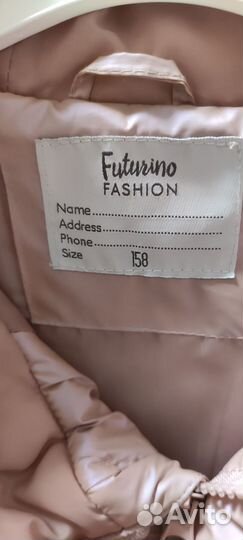 Futurino
FASHION
Name..............................
Address.........................
Phone............................
Size 158
Avito